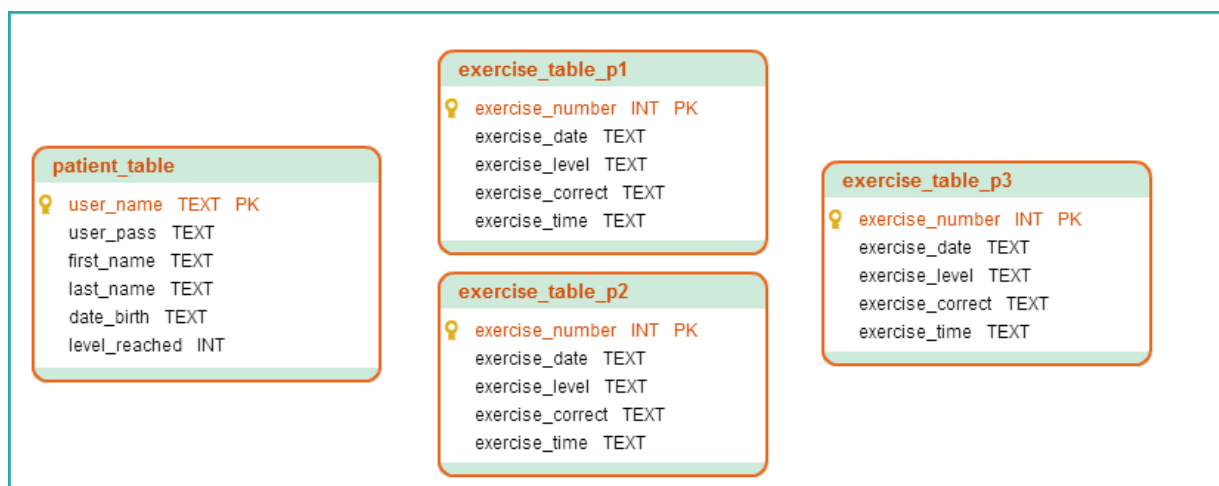 patient_table
user_name TEXT PK
user_pass TEXT
first_name TEXT
last_name TEXT
date_birth TEXT
level_reached INT
exercise_table_p1
exercise_number INT PK
exercise_date TEXT
exercise_level TEXT
exercise_correct TEXT
exercise_time TEXT
exercise_table_p2
exercise_number INT PK
exercise_date TEXT
exercise_level TEXT
exercise_correct TEXT
exercise_time TEXT
exercise_table_p3
exercise_number INT PK
exercise_date TEXT
exercise_level TEXT
exercise_correct TEXT
exercise_time TEXT